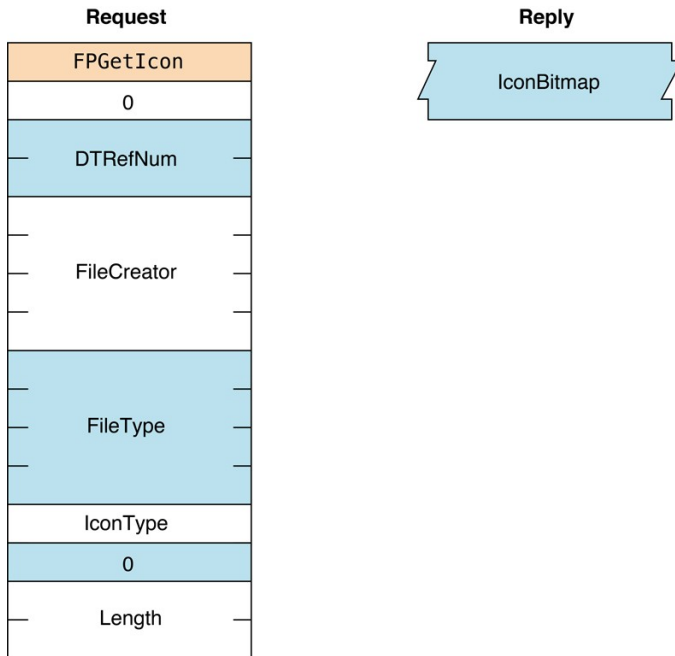 Request
FPGetIcon
0
DTRefNum
FileCreator
FileType
IconType
0
Length
Reply
IconBitmap